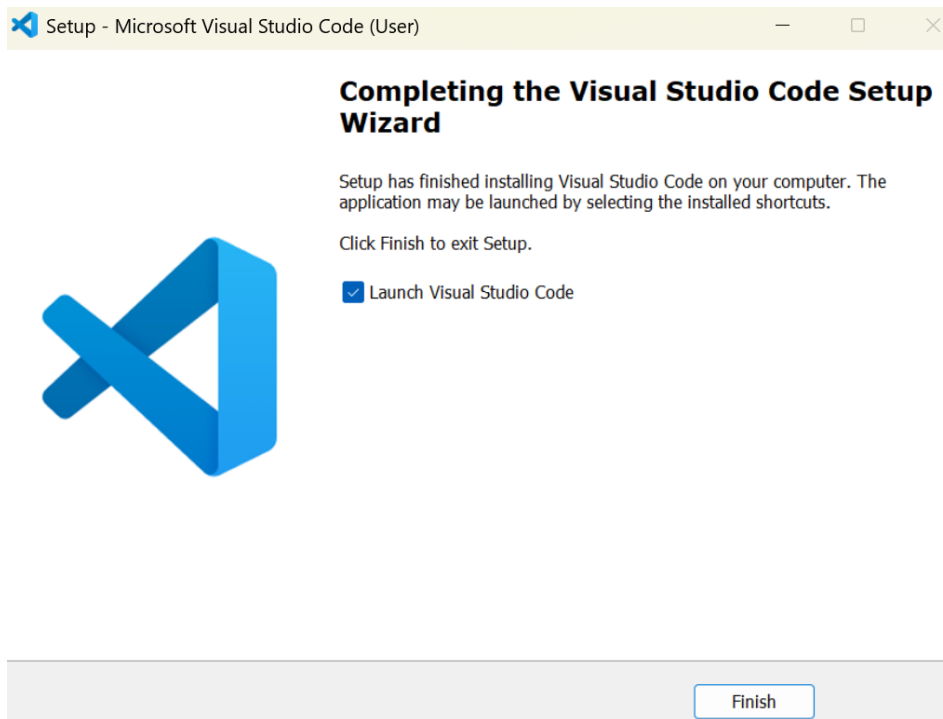 Setup - Microsoft Visual Studio Code (User)
Completing the Visual Studio Code Setup
Wizard
Setup has finished installing Visual Studio Code on your computer. The
application may be launched by selecting the installed shortcuts.
Click Finish to exit Setup.
Launch Visual Studio Code
Finish